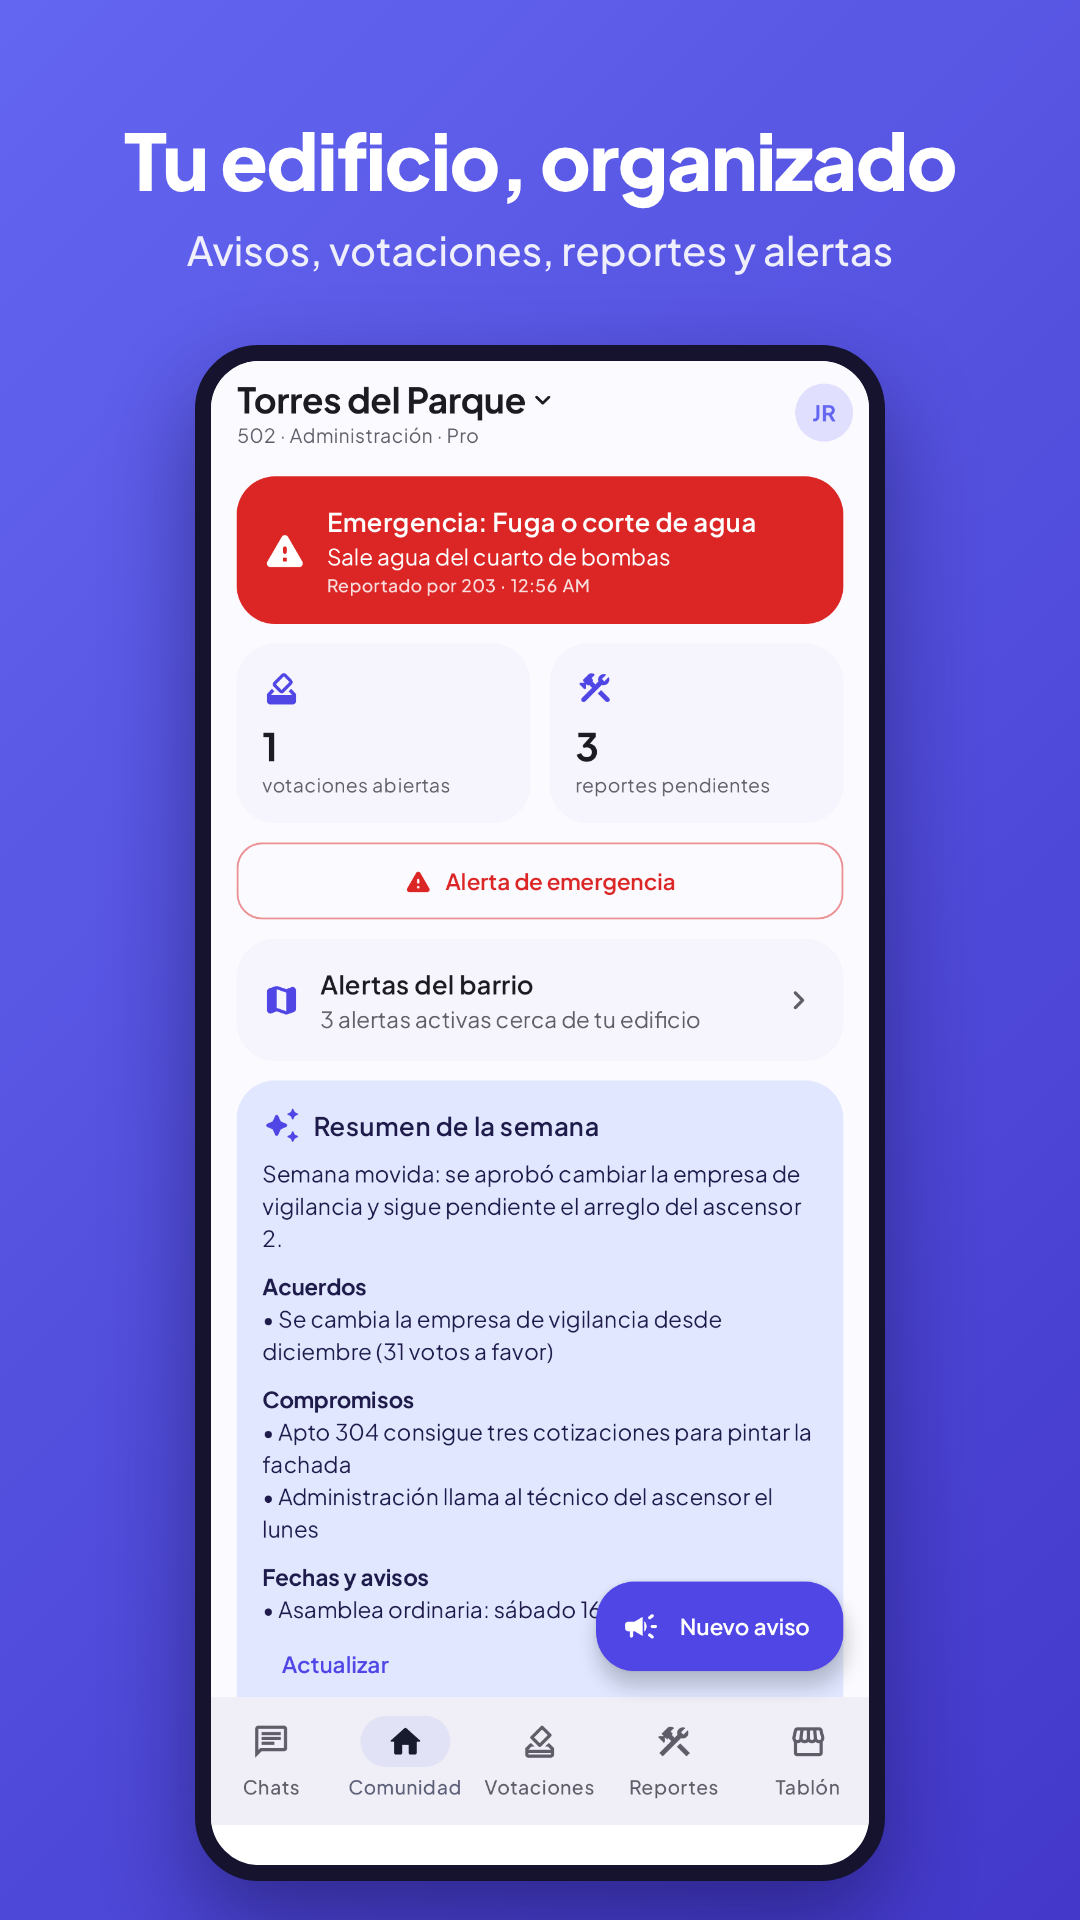 Tu edificio, organizado
Avisos, votaciones, reportes y alertas
Torres del Parque
JR
502 · Administración · Pro
Emergencia: Fuga o corte de agua
Sale agua del cuarto de bombas
Reportado por 203 · 12:56 AM
1
votaciones abiertas
3
reportes pendientes
Alerta de emergencia
Alertas del barrio
3 alertas activas cerca de tu edificio
Resumen de la semana
Semana movida: se aprobó cambiar la empresa de
vigilancia y sigue pendiente el arreglo del ascensor
2.
Acuerdos
• Se cambia la empresa de vigilancia desde
diciembre (31 votos a favor)
Compromisos
• Apto 304 consigue tres cotizaciones para pintar la
fachada
• Administración llama al técnico del ascensor el
lunes
Fechas y avisos
• Asamblea ordinaria: sábado 16
Nuevo aviso
Actualizar
Chats
Comunidad
Votaciones
Reportes
Tablón